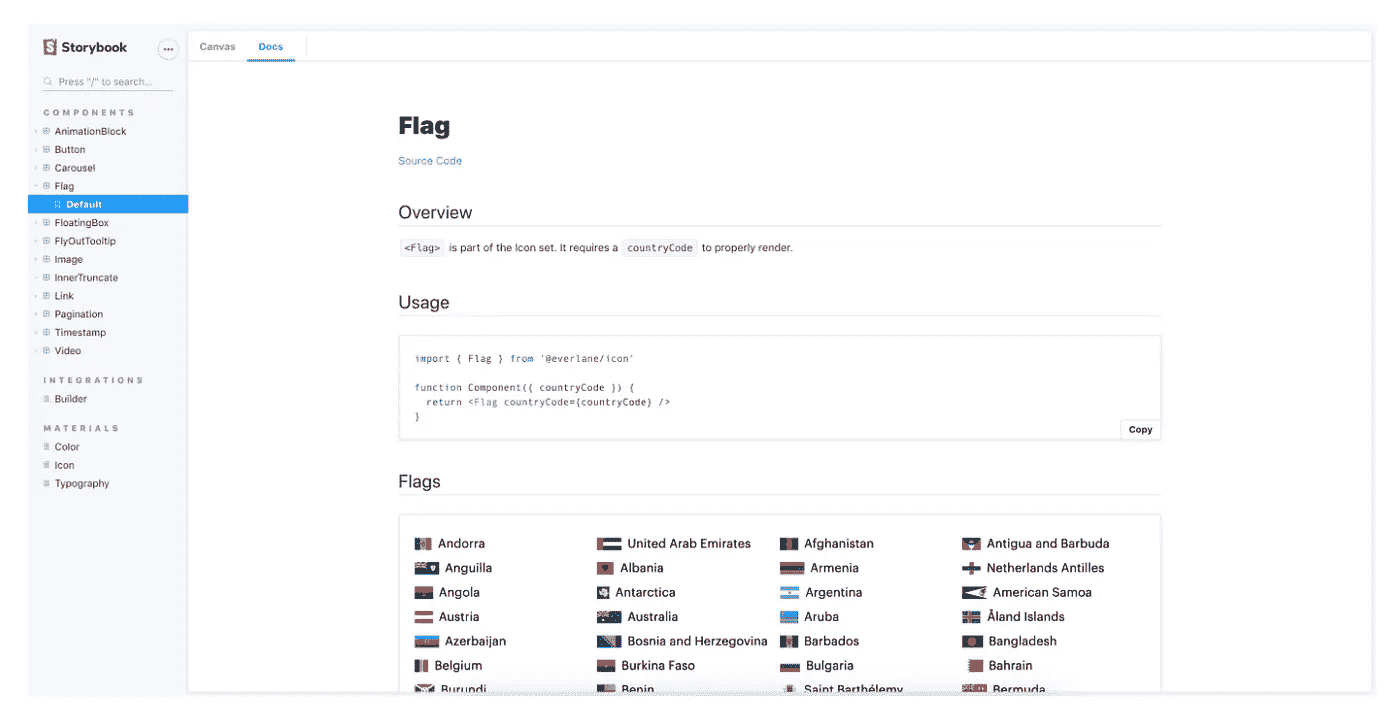 Storybook
Press "/" to search...
COMPONENTS
AnimationBlock
Button
Carousel
Flag
Default
FloatingBox
FlyOutTooltip
Image
InnerTruncate
Link
Pagination
Timestamp
Video
INTEGRATIONS
Builder
MATERIALS
Color
Icon
Typography
Canvas Docs
Flag
Source Code
Overview
<Flag> is part of the Icon set. It requires a countryCode to properly render.
Usage
import { Flag } from '@everlane/icon'
function Component({ countryCode }) {
return <Flag countryCode={countryCode} />
}
Copy
Flags
Andorra United Arab Emirates Afghanistan Antigua and Barbuda
Anguilla Albania Armenia Netherlands Antilles
Angola Antarctica Argentina American Samoa
Austria Australia Aruba Åland Islands
Azerbaijan Bosnia and Herzegovina Barbados Bangladesh
Belgium Burkina Faso Bulgaria Bahrain
Burundi Benin Saint Barthélemy Bermuda